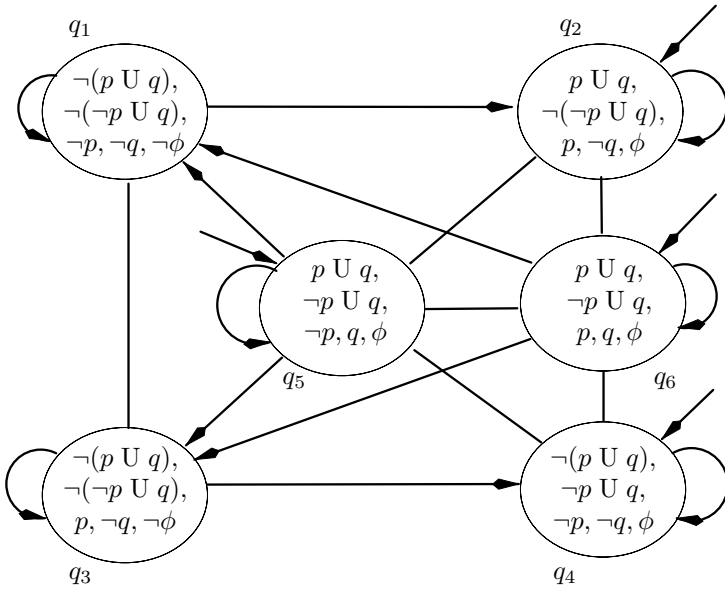 q₁
¬(p U q),
¬(¬p U q),
¬p, ¬q, ¬ϕ
q₂
p U q,
¬(¬p U q),
p, ¬q, ϕ
p U q,
¬p U q,
¬p, q, ϕ
q₅
p U q,
¬p U q,
p, q, ϕ
q₆
¬(p U q),
¬(¬p U q),
p, ¬q, ¬ϕ
q₃
¬(p U q),
¬p U q,
¬p, ¬q, ϕ
q₄